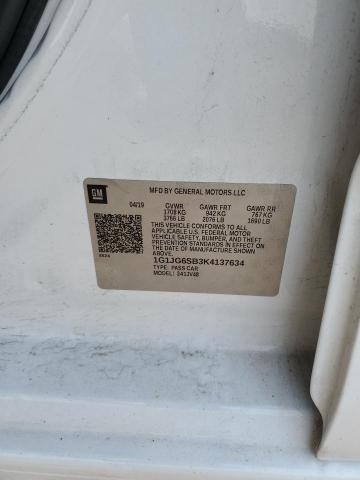 MFD BY GENERAL MOTORS LLC
GM
04/19 GVWR GAWR FRT GAWR RR
1708 KG 942 KG 767 KG
3766 LB 2076 LB 1690 LB
THIS VEHICLE CONFORMS TO ALL
APPLICABLE U.S. FEDERAL MOTOR
VEHICLE SAFETY, BUMPER, AND THEFT
PREVENTION STANDARDS IN EFFECT ON
THE DATE OF MANUFACTURE SHOWN
ABOVE.
1G1JG6SB3K4137634
TYPE: PASS CAR
MODEL: 241JV48